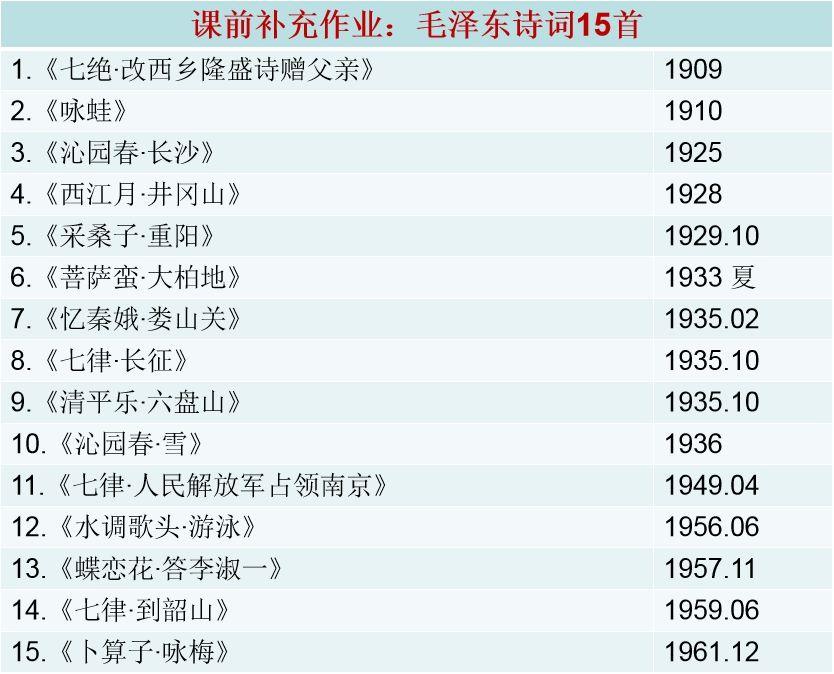 课前补充作业：毛泽东诗词15首
1.《七绝·改西乡隆盛诗赠父亲》 1909
2.《咏蛙》 1910
3.《沁园春·长沙》 1925
4.《西江月·井冈山》 1928
5.《采桑子·重阳》 1929.10
6.《菩萨蛮·大柏地》 1933 夏
7.《忆秦娥·娄山关》 1935.02
8.《七律·长征》 1935.10
9.《清平乐·六盘山》 1935.10
10.《沁园春·雪》 1936
11.《七律·人民解放军占领南京》 1949.04
12.《水调歌头·游泳》 1956.06
13.《蝶恋花·答李淑一》 1957.11
14.《七律·到韶山》 1959.06
15.《卜算子·咏梅》 1961.12